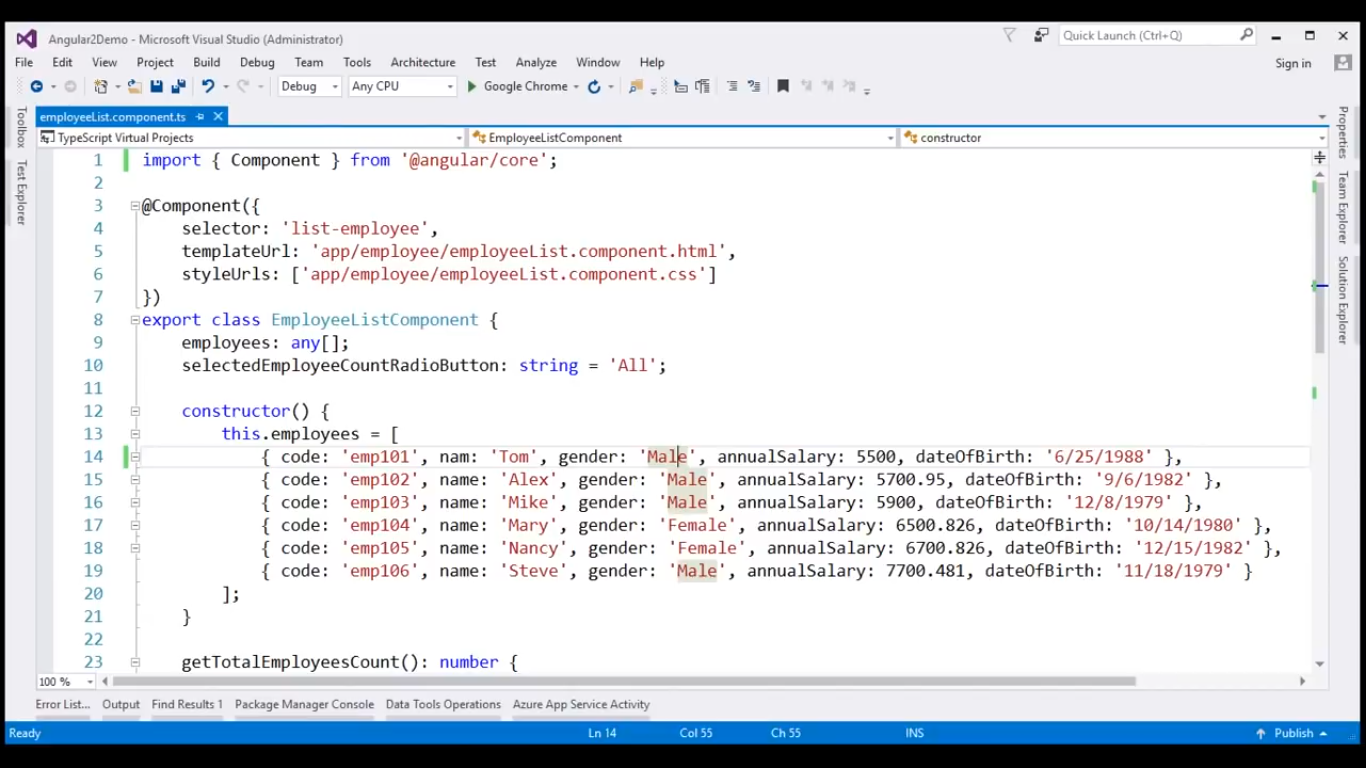 Angular2Demo - Microsoft Visual Studio (Administrator)
Quick Launch (Ctrl+Q)
File Edit View Project Build Debug Team Tools Architecture Test Analyze Window Help
Sign in
Debug Any CPU Google Chrome
employeeList.component.ts
TypeScript Virtual Projects EmployeeListComponent constructor
Toolbox
Test Explorer
1 import { Component } from '@angular/core';
2
3 @Component({
4 selector: 'list-employee',
5 templateUrl: 'app/employee/employeeList.component.html',
6 styleUrls: ['app/employee/employeeList.component.css']
7 })
8 export class EmployeeListComponent {
9 employees: any[];
10 selectedEmployeeCountRadioButton: string = 'All';
11
12 constructor() {
13 this.employees = [
14 { code: 'emp101', nam: 'Tom', gender: 'Male', annualSalary: 5500, dateOfBirth: '6/25/1988' },
15 { code: 'emp102', name: 'Alex', gender: 'Male', annualSalary: 5700.95, dateOfBirth: '9/6/1982' },
16 { code: 'emp103', name: 'Mike', gender: 'Male', annualSalary: 5900, dateOfBirth: '12/8/1979' },
17 { code: 'emp104', name: 'Mary', gender: 'Female', annualSalary: 6500.826, dateOfBirth: '10/14/1980' },
18 { code: 'emp105', name: 'Nancy', gender: 'Female', annualSalary: 6700.826, dateOfBirth: '12/15/1982' },
19 { code: 'emp106', name: 'Steve', gender: 'Male', annualSalary: 7700.481, dateOfBirth: '11/18/1979' }
20 ];
21 }
22
23 getTotalEmployeesCount(): number {
Properties
Team Explorer
Solution Explorer
100 %
Error List... Output Find Results 1 Package Manager Console Data Tools Operations Azure App Service Activity
Ready Ln 14 Col 55 Ch 55 INS Publish